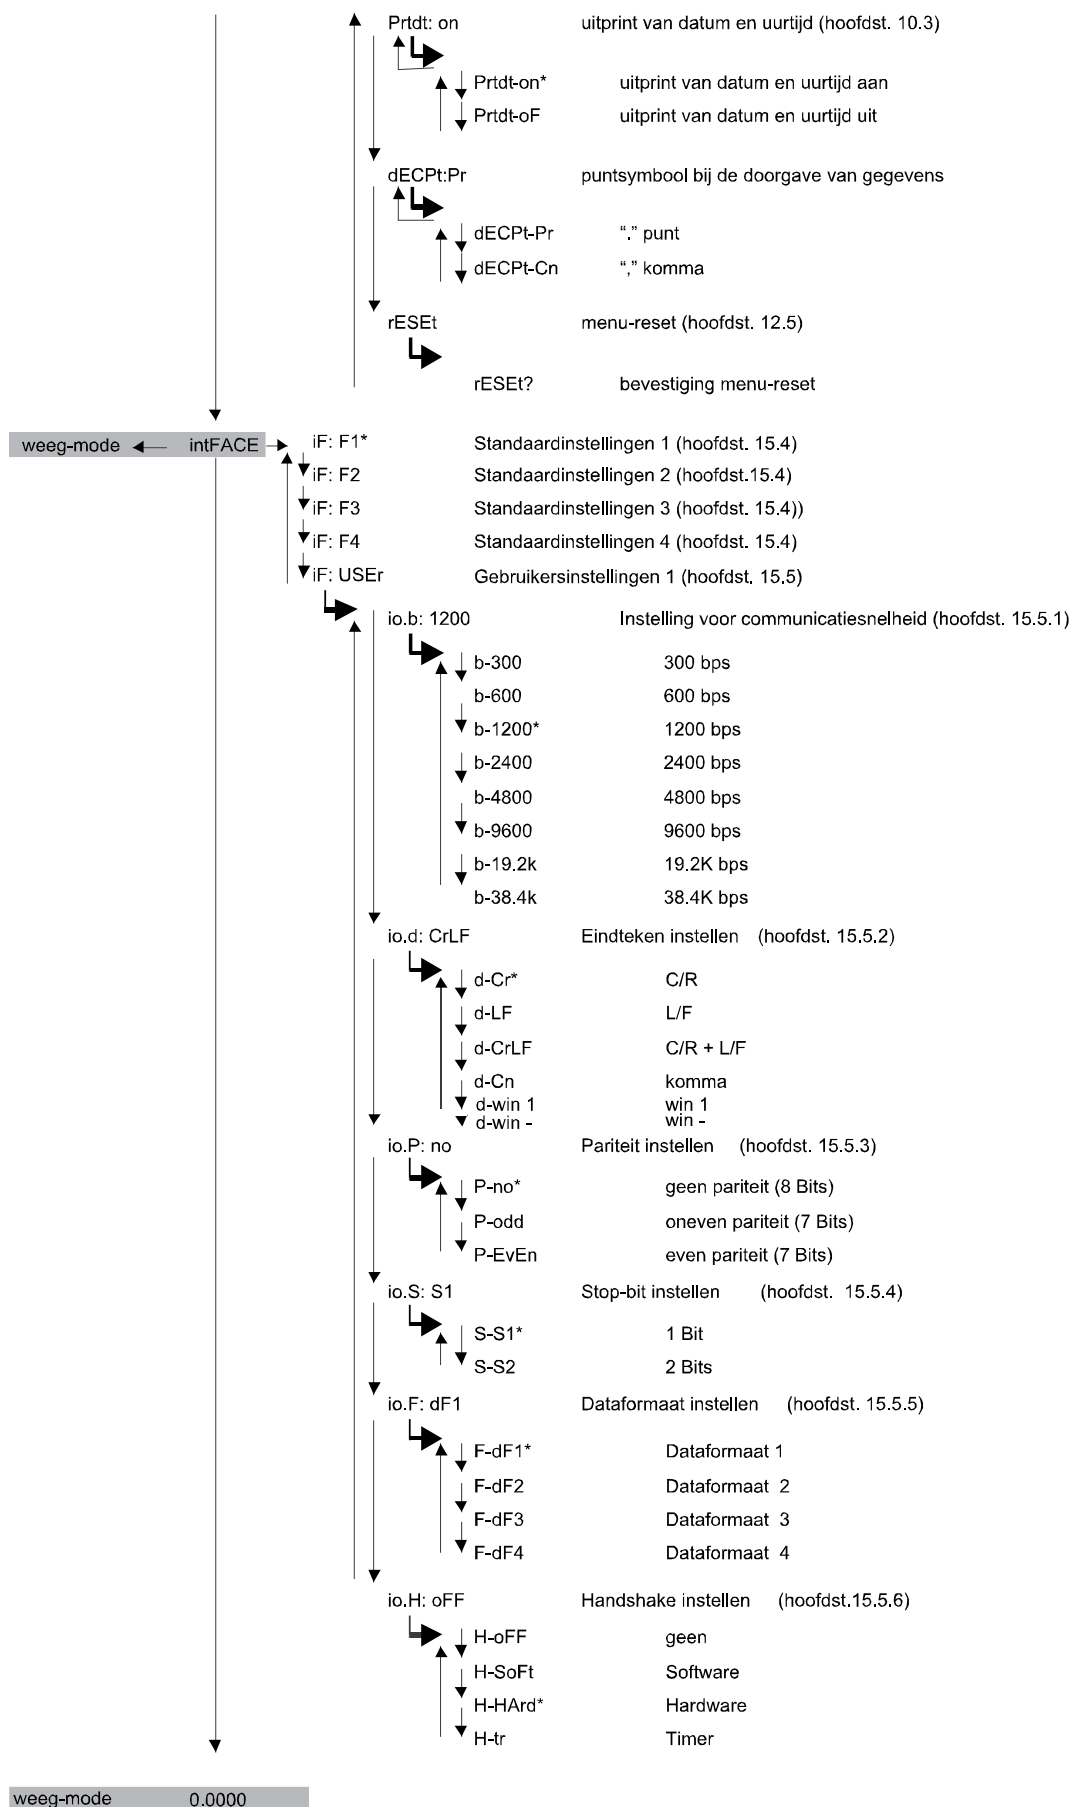 Prtdt: on uitprint van datum en uurtijd (hoofdst. 10.3)
Prtdt-on* uitprint van datum en uurtijd aan
Prtdt-oF uitprint van datum en uurtijd uit
dECPt:Pr puntsymbool bij de doorgave van gegevens
dECPt-Pr “.” punt
dECPt-Cn “,” komma
rESEt menu-reset (hoofdst. 12.5)
rESEt? bevestiging menu-reset
weeg-mode intFACE iF: F1* Standaardinstellingen 1 (hoofdst. 15.4)
iF: F2 Standaardinstellingen 2 (hoofdst.15.4)
iF: F3 Standaardinstellingen 3 (hoofdst. 15.4))
iF: F4 Standaardinstellingen 4 (hoofdst. 15.4)
iF: USEr Gebruikersinstellingen 1 (hoofdst. 15.5)
io.b: 1200 Instelling voor communicatiesnelheid (hoofdst. 15.5.1)
b-300 300 bps
b-600 600 bps
b-1200* 1200 bps
b-2400 2400 bps
b-4800 4800 bps
b-9600 9600 bps
b-19.2k 19.2K bps
b-38.4k 38.4K bps
io.d: CrLF Eindteken instellen (hoofdst. 15.5.2)
d-Cr* C/R
d-LF L/F
d-CrLF C/R + L/F
d-Cn komma
d-win 1 win 1
d-win - win -
io.P: no Pariteit instellen (hoofdst. 15.5.3)
P-no* geen pariteit (8 Bits)
P-odd oneven pariteit (7 Bits)
P-EvEn even pariteit (7 Bits)
io.S: S1 Stop-bit instellen (hoofdst. 15.5.4)
S-S1* 1 Bit
S-S2 2 Bits
io.F: dF1 Dataformaat instellen (hoofdst. 15.5.5)
F-dF1* Dataformaat 1
F-dF2 Dataformaat 2
F-dF3 Dataformaat 3
F-dF4 Dataformaat 4
io.H: oFF Handshake instellen (hoofdst.15.5.6)
H-oFF geen
H-SoFt Software
H-HArd* Hardware
H-tr Timer
weeg-mode 0.0000